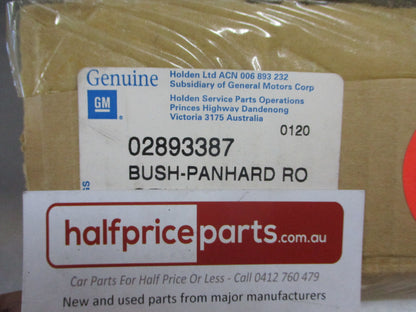 Genuine
GM
Holden Ltd ACN 006 893 232
Subsidiary of General Motors Corp
Holden Service Parts Operations
Princes Highway Dandenong
Victoria 3175 Australia
0120
02893387
BUSH-PANHARD RO
halfpriceparts.com.au
Car Parts For Half Price Or Less - Call 0412 760 479
New and used parts from major manufacturers